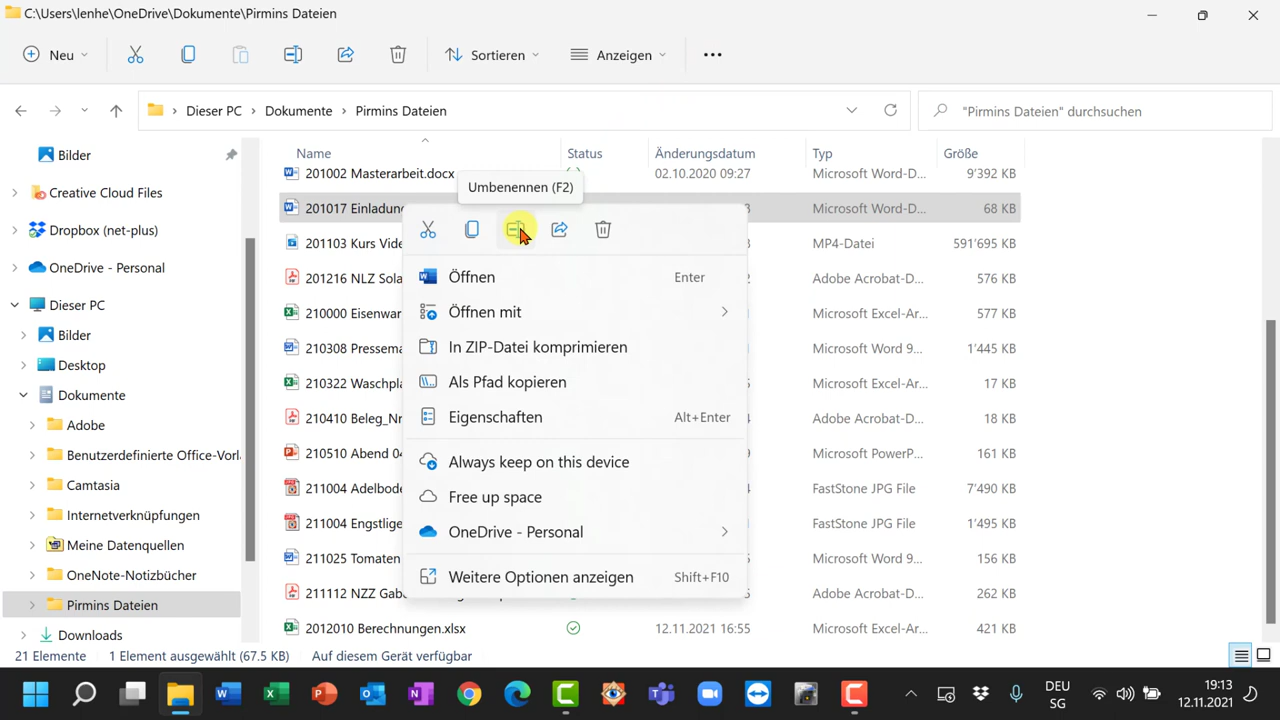 C:\Users\lenhe\OneDrive\Dokumente\Pirmins Dateien
Neu
Sortieren
Anzeigen
Dieser PC > Dokumente > Pirmins Dateien
"Pirmins Dateien" durchsuchen
Bilder
Creative Cloud Files
Dropbox (net-plus)
OneDrive - Personal
Dieser PC
Bilder
Desktop
Dokumente
Adobe
Benutzerdefinierte Office-Vorl
Camtasia
Internetverknüpfungen
Meine Datenquellen
OneNote-Notizbücher
Pirmins Dateien
Downloads
Name Status Änderungsdatum Typ Größe
201002 Masterarbeit.docx 02.10.2020 09:27 Microsoft Word-D... 9'392 KB
Umbenennen (F2)
201017 Einladung Microsoft Word-D... 68 KB
201103 Kurs Vide MP4-Datei 591'695 KB
201216 NLZ Sola Adobe Acrobat-D... 576 KB
210000 Eisenwar Microsoft Excel-Ar... 577 KB
210308 Pressema Microsoft Word 9... 1'445 KB
210322 Waschpla Microsoft Excel-Ar... 17 KB
210410 Beleg_Nr Adobe Acrobat-D... 18 KB
210510 Abend 04 Microsoft PowerP... 161 KB
211004 Adelbode FastStone JPG File 7'490 KB
211004 Engstlige FastStone JPG File 1'495 KB
211025 Tomaten Microsoft Word 9... 156 KB
211112 NZZ Gab Adobe Acrobat-D... 262 KB
2012010 Berechnungen.xlsx 12.11.2021 16:55 Microsoft Excel-Ar... 421 KB
Öffnen Enter
Öffnen mit
In ZIP-Datei komprimieren
Als Pfad kopieren
Eigenschaften Alt+Enter
Always keep on this device
Free up space
OneDrive - Personal
Weitere Optionen anzeigen Shift+F10
21 Elemente 1 Element ausgewählt (67.5 KB) Auf diesem Gerät verfügbar
DEU
SG
19:13
12.11.2021